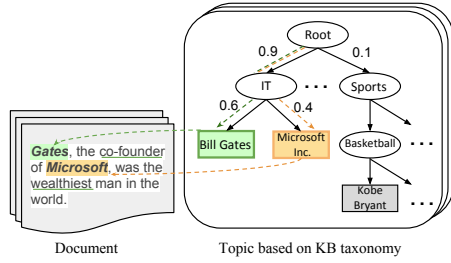 Root
0.9
0.1
IT
...
Sports
0.6
0.4
Bill Gates
Microsoft
Inc.
Basketball
...
Kobe
Bryant
...
Gates, the co-founder
of Microsoft, was the
wealthiest man in the
world.
Document
Topic based on KB taxonomy